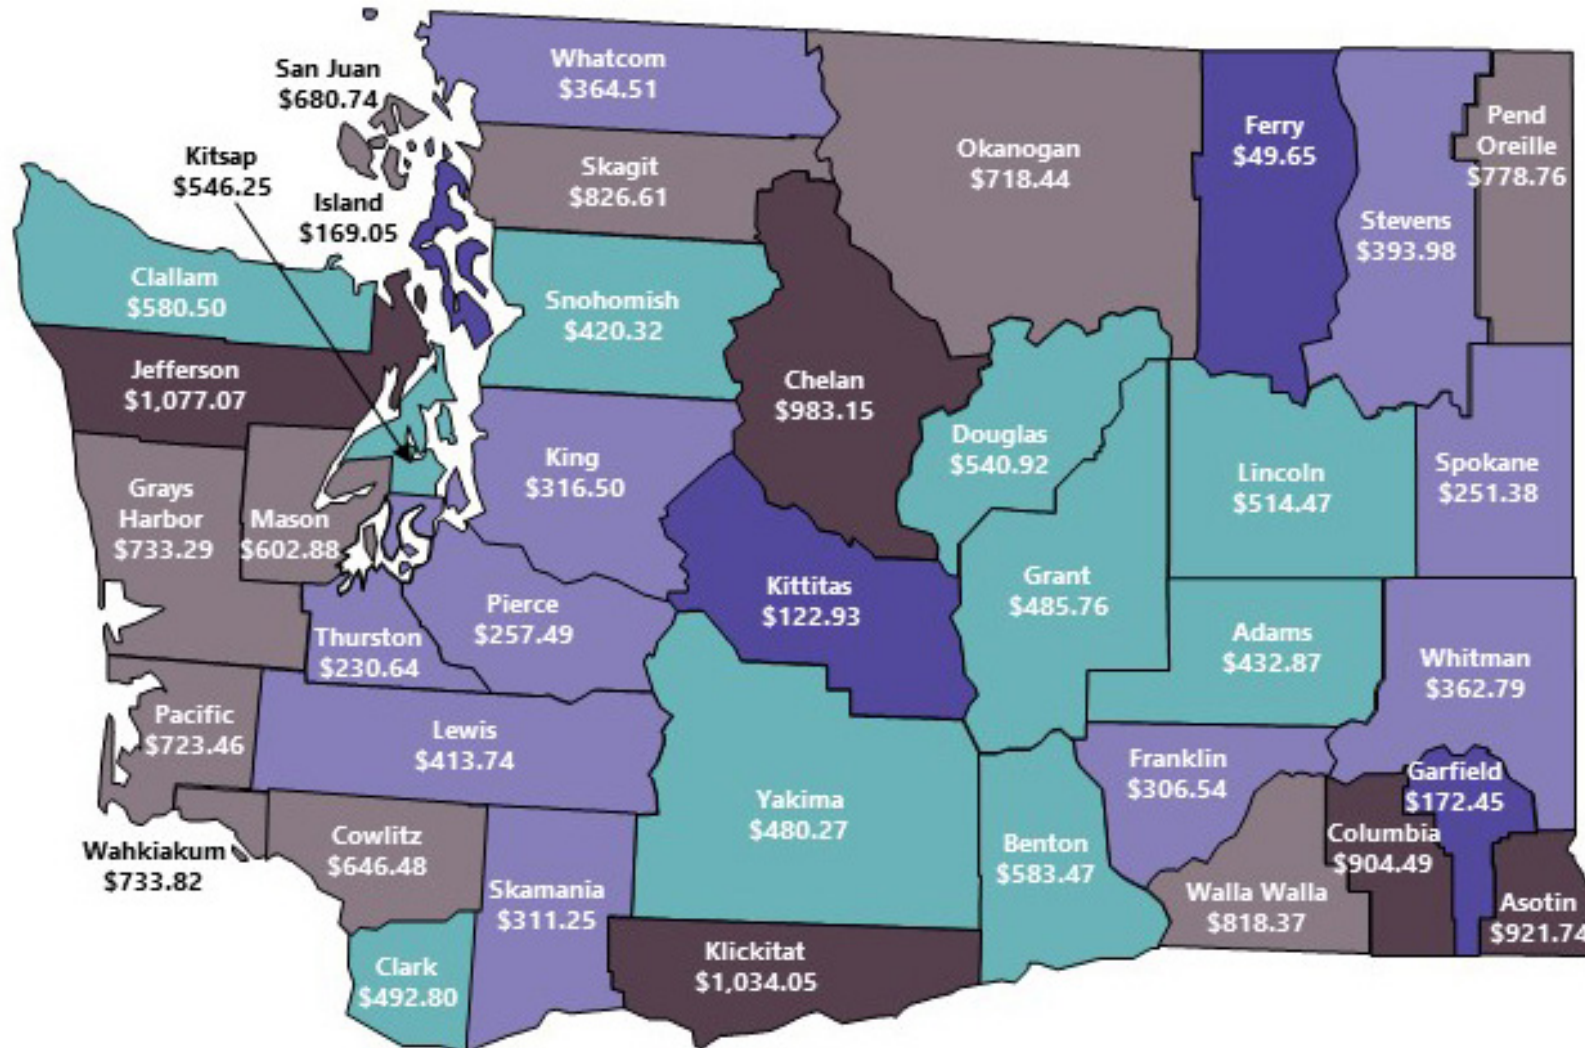 San Juan
$680.74
Whatcom
$364.51
Kitsap
$546.25
Island
$169.05
Skagit
$826.61
Okanogan
$718.44
Ferry
$49.65
Pend
Oreille
$778.76
Stevens
$393.98
Clallam
$580.50
Snohomish
$420.32
Jefferson
$1,077.07
Chelan
$983.15
Douglas
$540.92
Grays
Harbor
$733.29
Mason
$602.88
King
$316.50
Lincoln
$514.47
Spokane
$251.38
Kittitas
$122.93
Grant
$485.76
Pierce
$257.49
Thurston
$230.64
Adams
$432.87
Whitman
$362.79
Pacific
$723.46
Lewis
$413.74
Franklin
$306.54
Garfield
$172.45
Yakima
$480.27
Wahkiakum
$733.82
Cowlitz
$646.48
Benton
$583.47
Columbia
$904.49
Skamania
$311.25
Walla Walla
$818.37
Asotin
$921.74
Klickitat
$1,034.05
Clark
$492.80